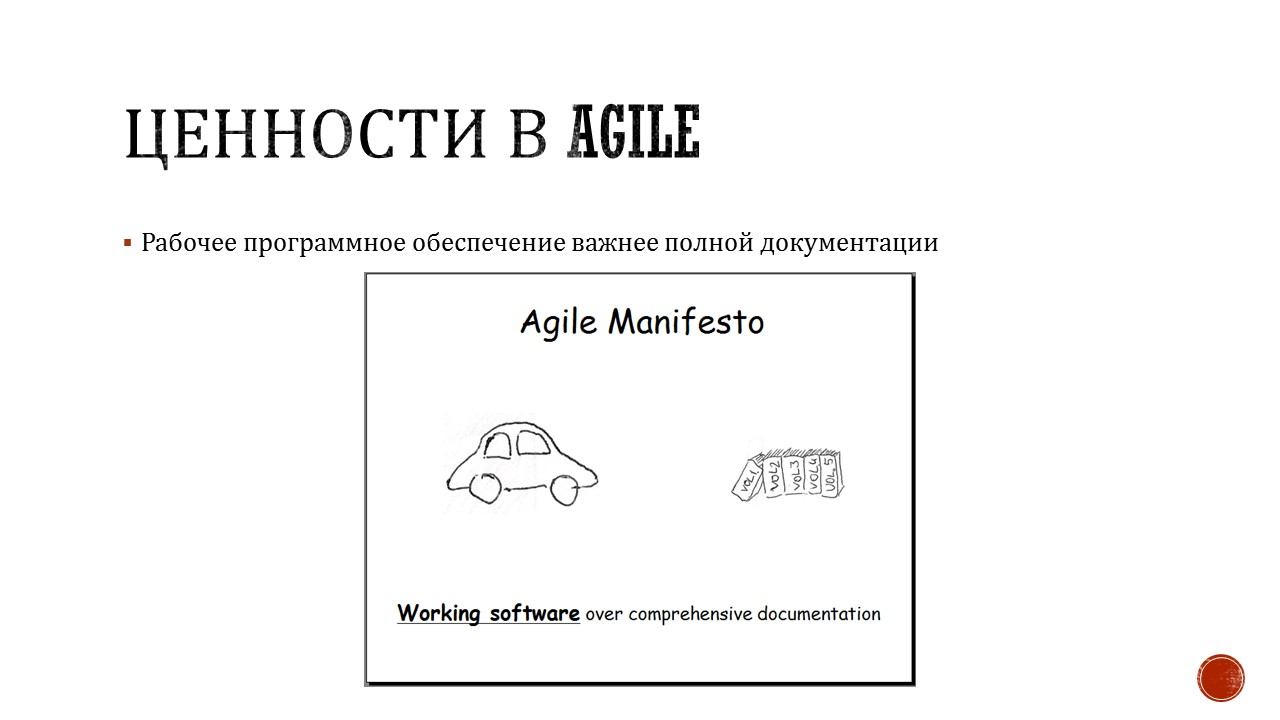 ЦЕННОСТИ В AGILE
Рабочее программное обеспечение важнее полной документации
Agile Manifesto
VOL1 VOL2 VOL3 VOL4 VOL5
Working software over comprehensive documentation